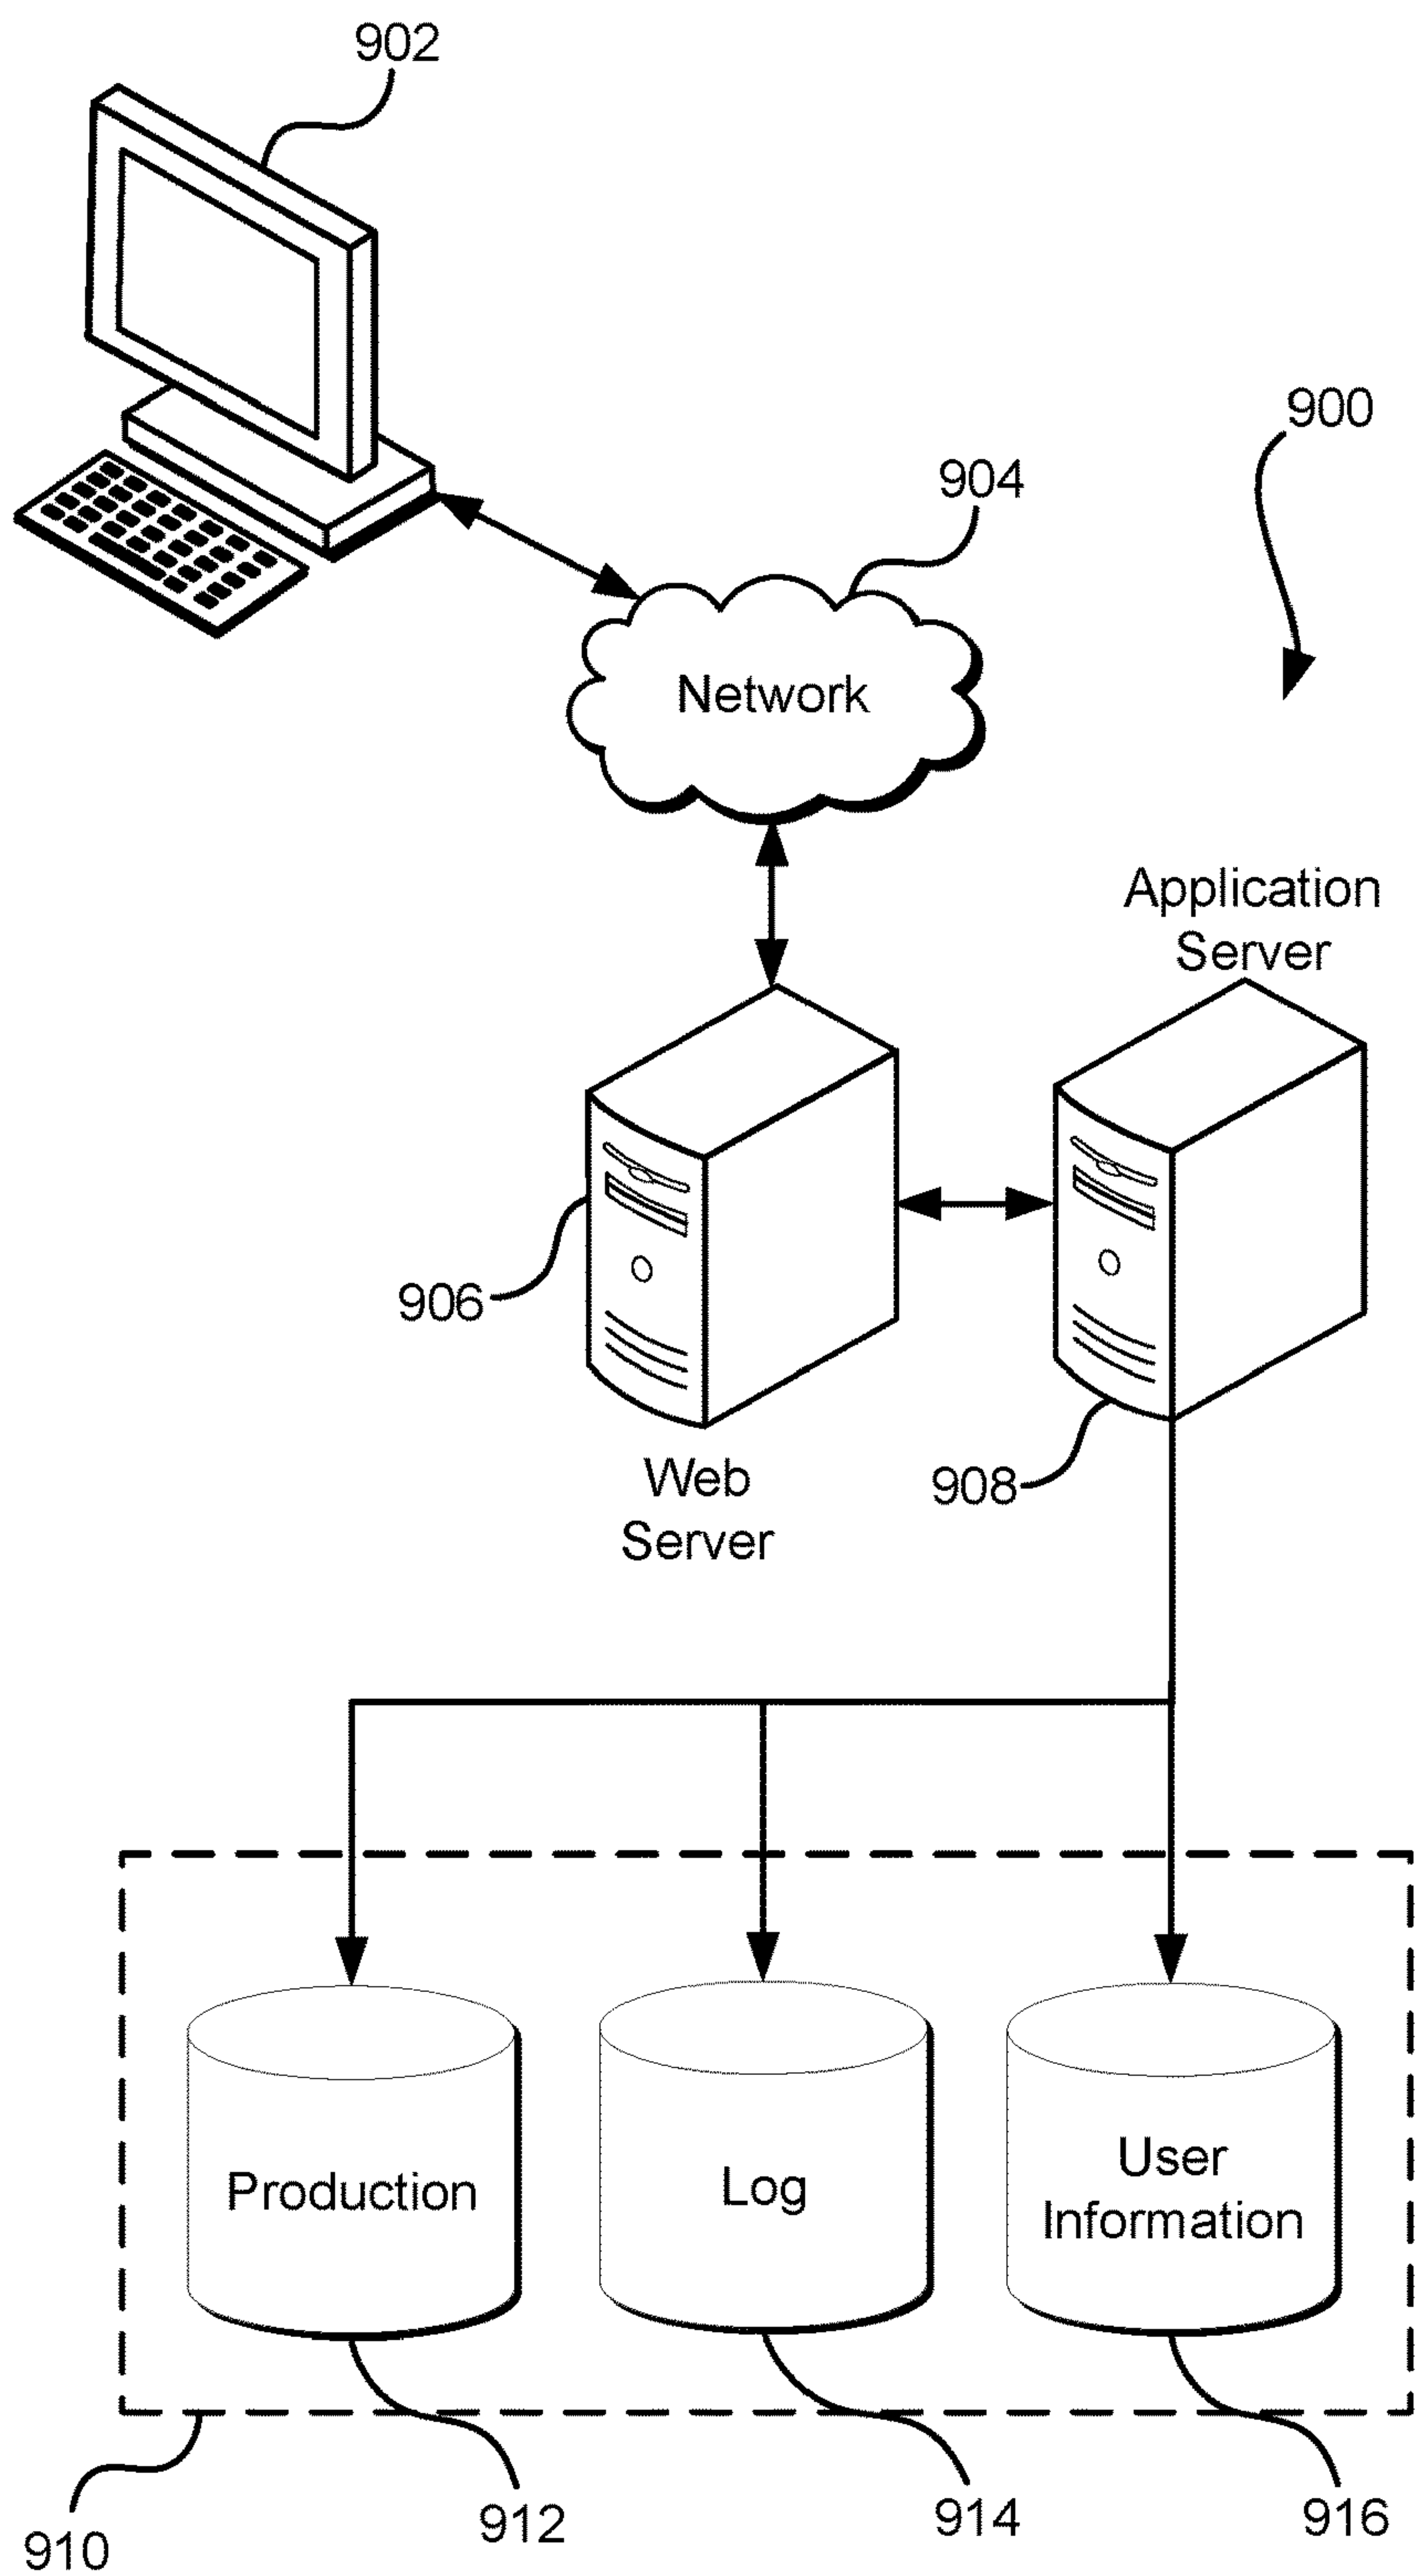 902
900
904
Network
Application
Server
906
908
Web
Server
Production
Log
User
Information
910
912
914
916